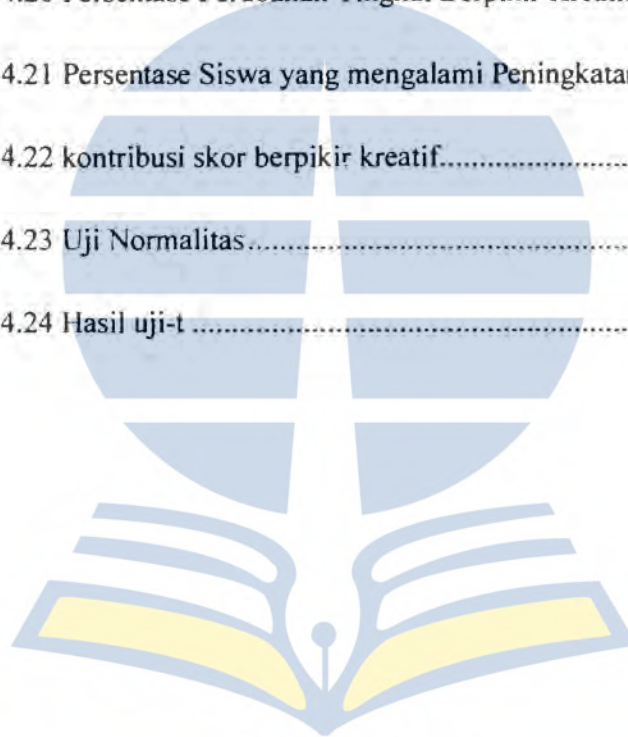 4.21 Persentase Siswa yang mengalami Peningkatan
4.22 kontribusi skor berpikir kreatif........................
4.23 Uji Normalitas................................................
4.24 Hasil uji-t .......................................................